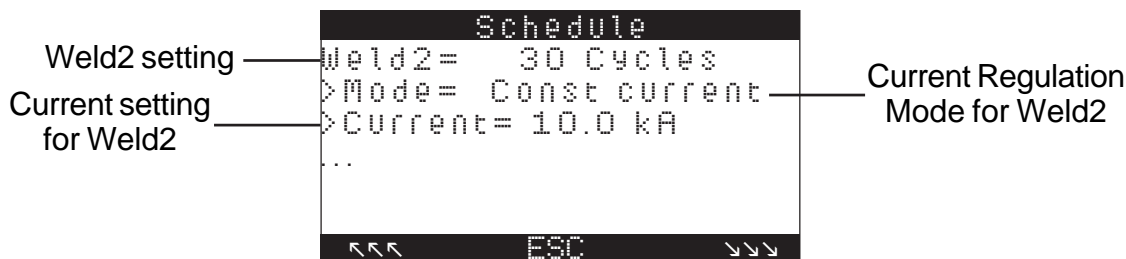 Schedule
Weld2 setting
Weld2= 30 Cycles
>Mode= Const current
Current Regulation
Mode for Weld2
Current setting
for Weld2
>Current= 10.0 kA
...
↖↖↖ ESC ↘↘↘